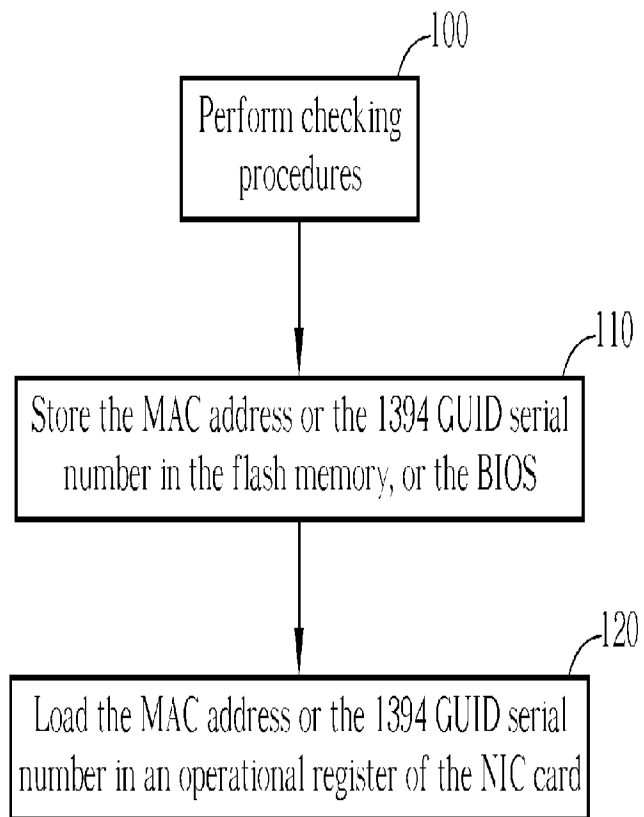 100
Perform checking
procedures
110
Store the MAC address or the 1394 GUID serial
number in the flash memory, or the BIOS
120
Load the MAC address or the 1394 GUID serial
number in an operational register of the NIC card